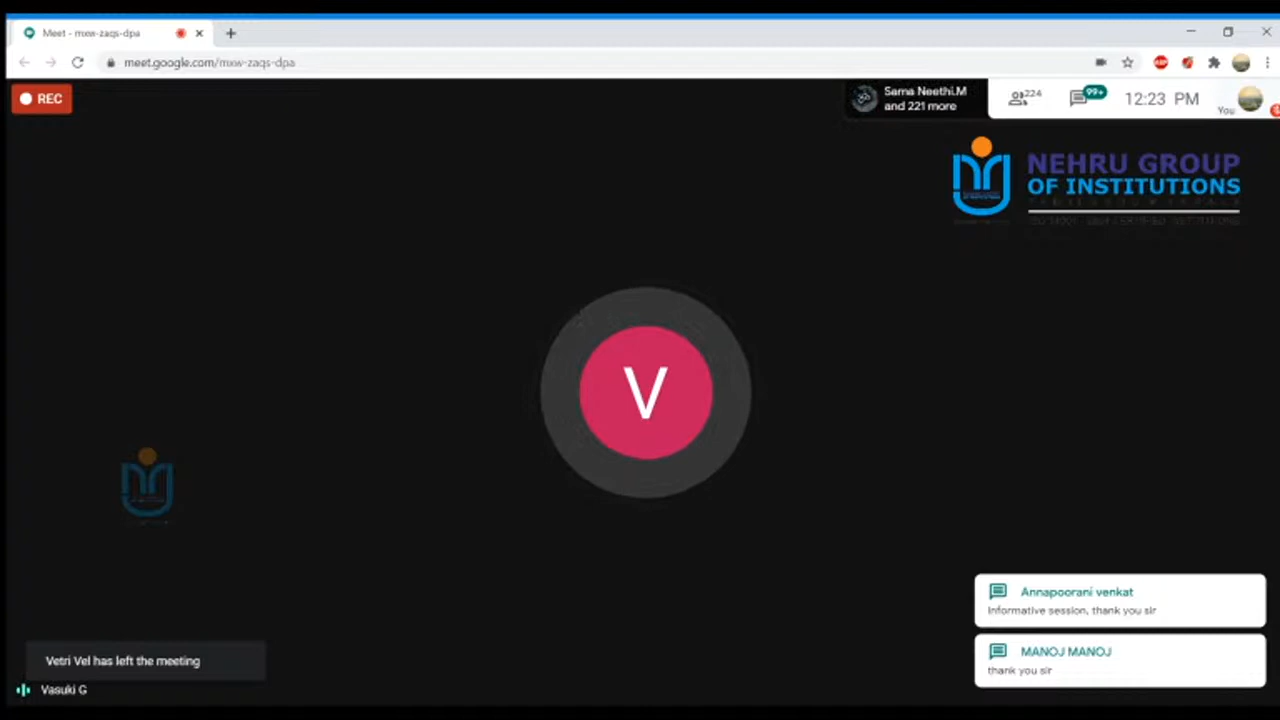 Meet - mxw-zaqs-dpa
meet.google.com/mxw-zaqs-dpa
REC
Sama Neethi.M
and 221 more
224
99+
12:23 PM
You
NEHRU GROUP
OF INSTITUTIONS
V
Annapoorani venkat
Informative session, thank you sir
MANOJ MANOJ
thank you sir
Vetri Vel has left the meeting
Vasuki G